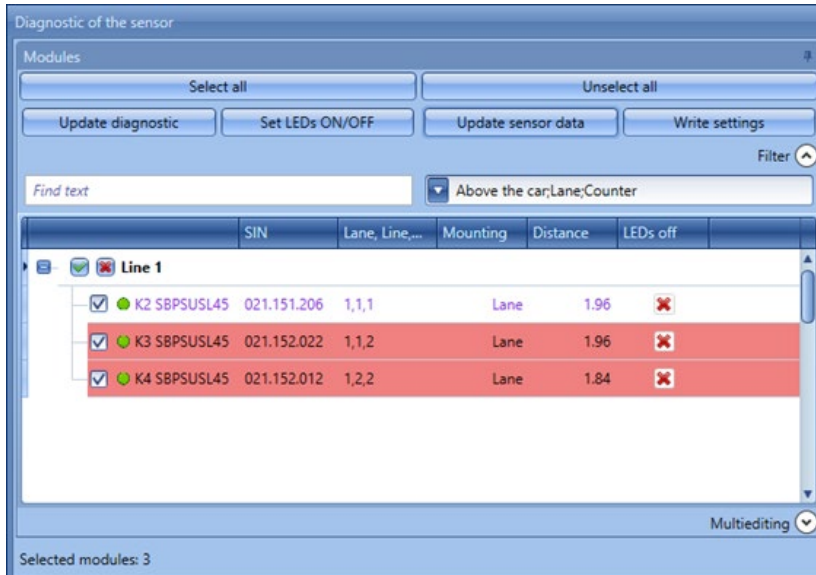 Diagnostic of the sensor
Modules
Select all Unselect all
Update diagnostic Set LEDs ON/OFF Update sensor data Write settings
Filter
Find text Above the car;Lane;Counter
SIN Lane, Line,... Mounting Distance LEDs off
Line 1
K2 SBPSUSL45 021.151.206 1,1,1 Lane 1.96
K3 SBPSUSL45 021.152.022 1,1,2 Lane 1.96
K4 SBPSUSL45 021.152.012 1,2,2 Lane 1.84
Multiediting
Selected modules: 3